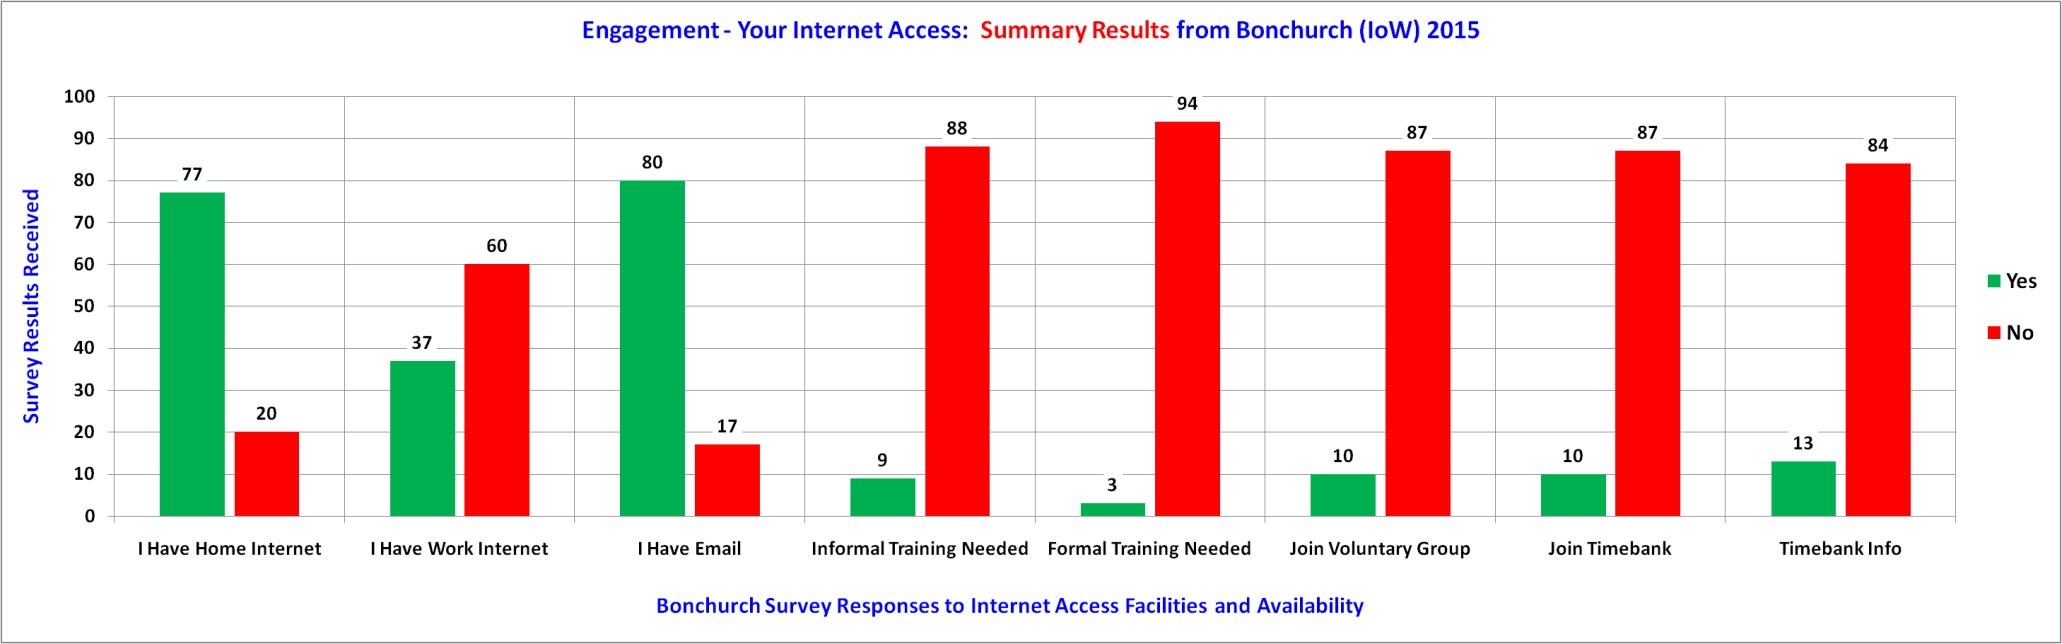 Engagement - Your Internet Access:  Summary Results from Bonchurch (IoW) 2015
Survey Results Received
100
90
80
70
60
50
40
30
20
10
0
77
20
37
60
80
17
9
88
3
94
10
87
10
87
13
84
I Have Home Internet
I Have Work Internet
I Have Email
Informal Training Needed
Formal Training Needed
Join Voluntary Group
Join Timebank
Timebank Info
Yes
No
Bonchurch Survey Responses to Internet Access Facilities and Availability